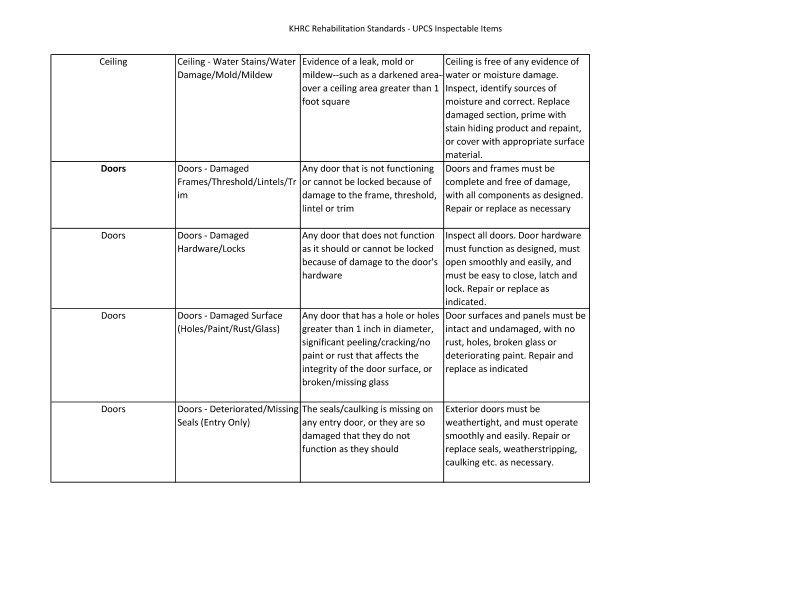 KHRC Rehabilitation Standards - UPCS Inspectable Items
Ceiling
Ceiling - Water Stains/Water
Damage/Mold/Mildew
Evidence of a leak, mold or
mildew--such as a darkened area-
over a ceiling area greater than 1
foot square
Ceiling is free of any evidence of
water or moisture damage.
Inspect, identify sources of
moisture and correct. Replace
damaged section, prime with
stain hiding product and repaint,
or cover with appropriate surface
material.
Doors
Doors - Damaged
Frames/Threshold/Lintels/Tr
im
Any door that is not functioning
or cannot be locked because of
damage to the frame, threshold,
lintel or trim
Doors and frames must be
complete and free of damage,
with all components as designed.
Repair or replace as necessary
Doors
Doors - Damaged
Hardware/Locks
Any door that does not function
as it should or cannot be locked
because of damage to the door's
hardware
Inspect all doors. Door hardware
must function as designed, must
open smoothly and easily, and
must be easy to close, latch and
lock. Repair or replace as
indicated.
Doors
Doors - Damaged Surface
(Holes/Paint/Rust/Glass)
Any door that has a hole or holes
greater than 1 inch in diameter,
significant peeling/cracking/no
paint or rust that affects the
integrity of the door surface, or
broken/missing glass
Door surfaces and panels must be
intact and undamaged, with no
rust, holes, broken glass or
deteriorating paint. Repair and
replace as indicated
Doors
Doors - Deteriorated/Missing
Seals (Entry Only)
The seals/caulking is missing on
any entry door, or they are so
damaged that they do not
function as they should
Exterior doors must be
weathertight, and must operate
smoothly and easily. Repair or
replace seals, weatherstripping,
caulking etc. as necessary.